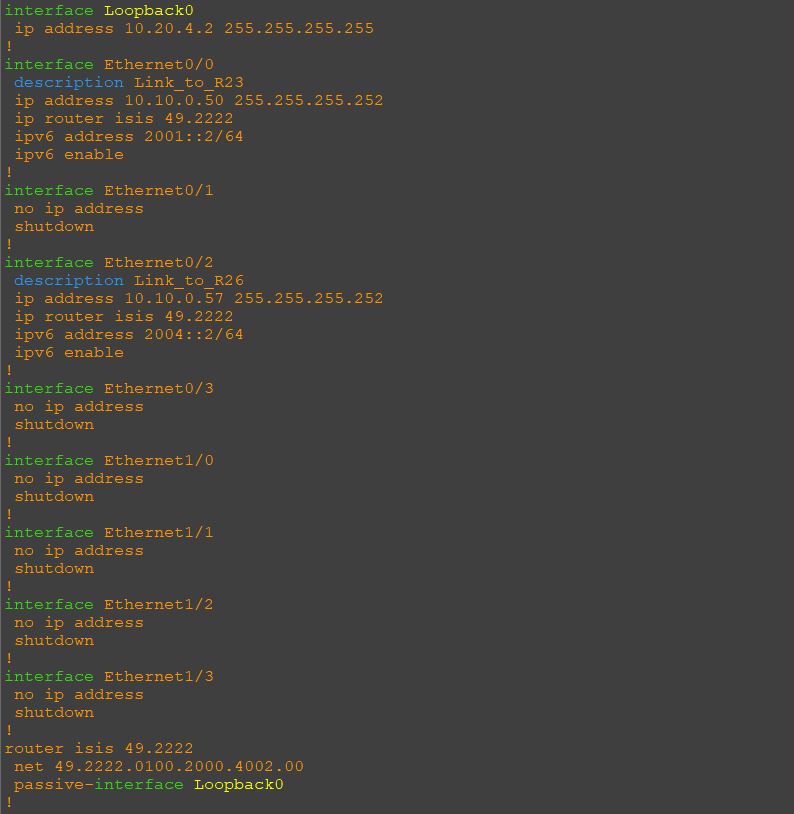 interface Loopback0
 ip address 10.20.4.2 255.255.255.255
!
interface Ethernet0/0
 description Link_to_R23
 ip address 10.10.0.50 255.255.255.252
 ip router isis 49.2222
 ipv6 address 2001::2/64
 ipv6 enable
!
interface Ethernet0/1
 no ip address
 shutdown
!
interface Ethernet0/2
 description Link_to_R26
 ip address 10.10.0.57 255.255.255.252
 ip router isis 49.2222
 ipv6 address 2004::2/64
 ipv6 enable
!
interface Ethernet0/3
 no ip address
 shutdown
!
interface Ethernet1/0
 no ip address
 shutdown
!
interface Ethernet1/1
 no ip address
 shutdown
!
interface Ethernet1/2
 no ip address
 shutdown
!
interface Ethernet1/3
 no ip address
 shutdown
!
router isis 49.2222
 net 49.2222.0100.2000.4002.00
 passive-interface Loopback0
!